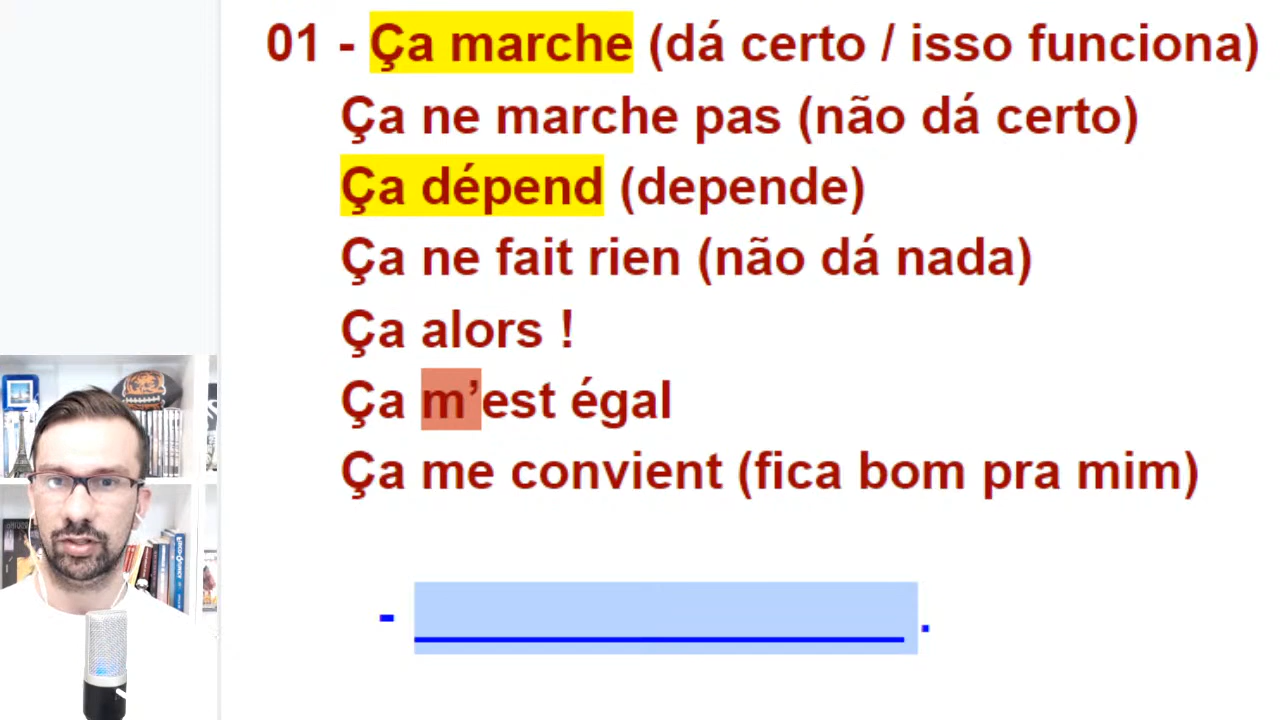 01 - Ça marche (dá certo / isso funciona)
Ça ne marche pas (não dá certo)
Ça dépend (depende)
Ça ne fait rien (não dá nada)
Ça alors !
Ça m’est égal
Ça me convient (fica bom pra mim)
- ___________________ .